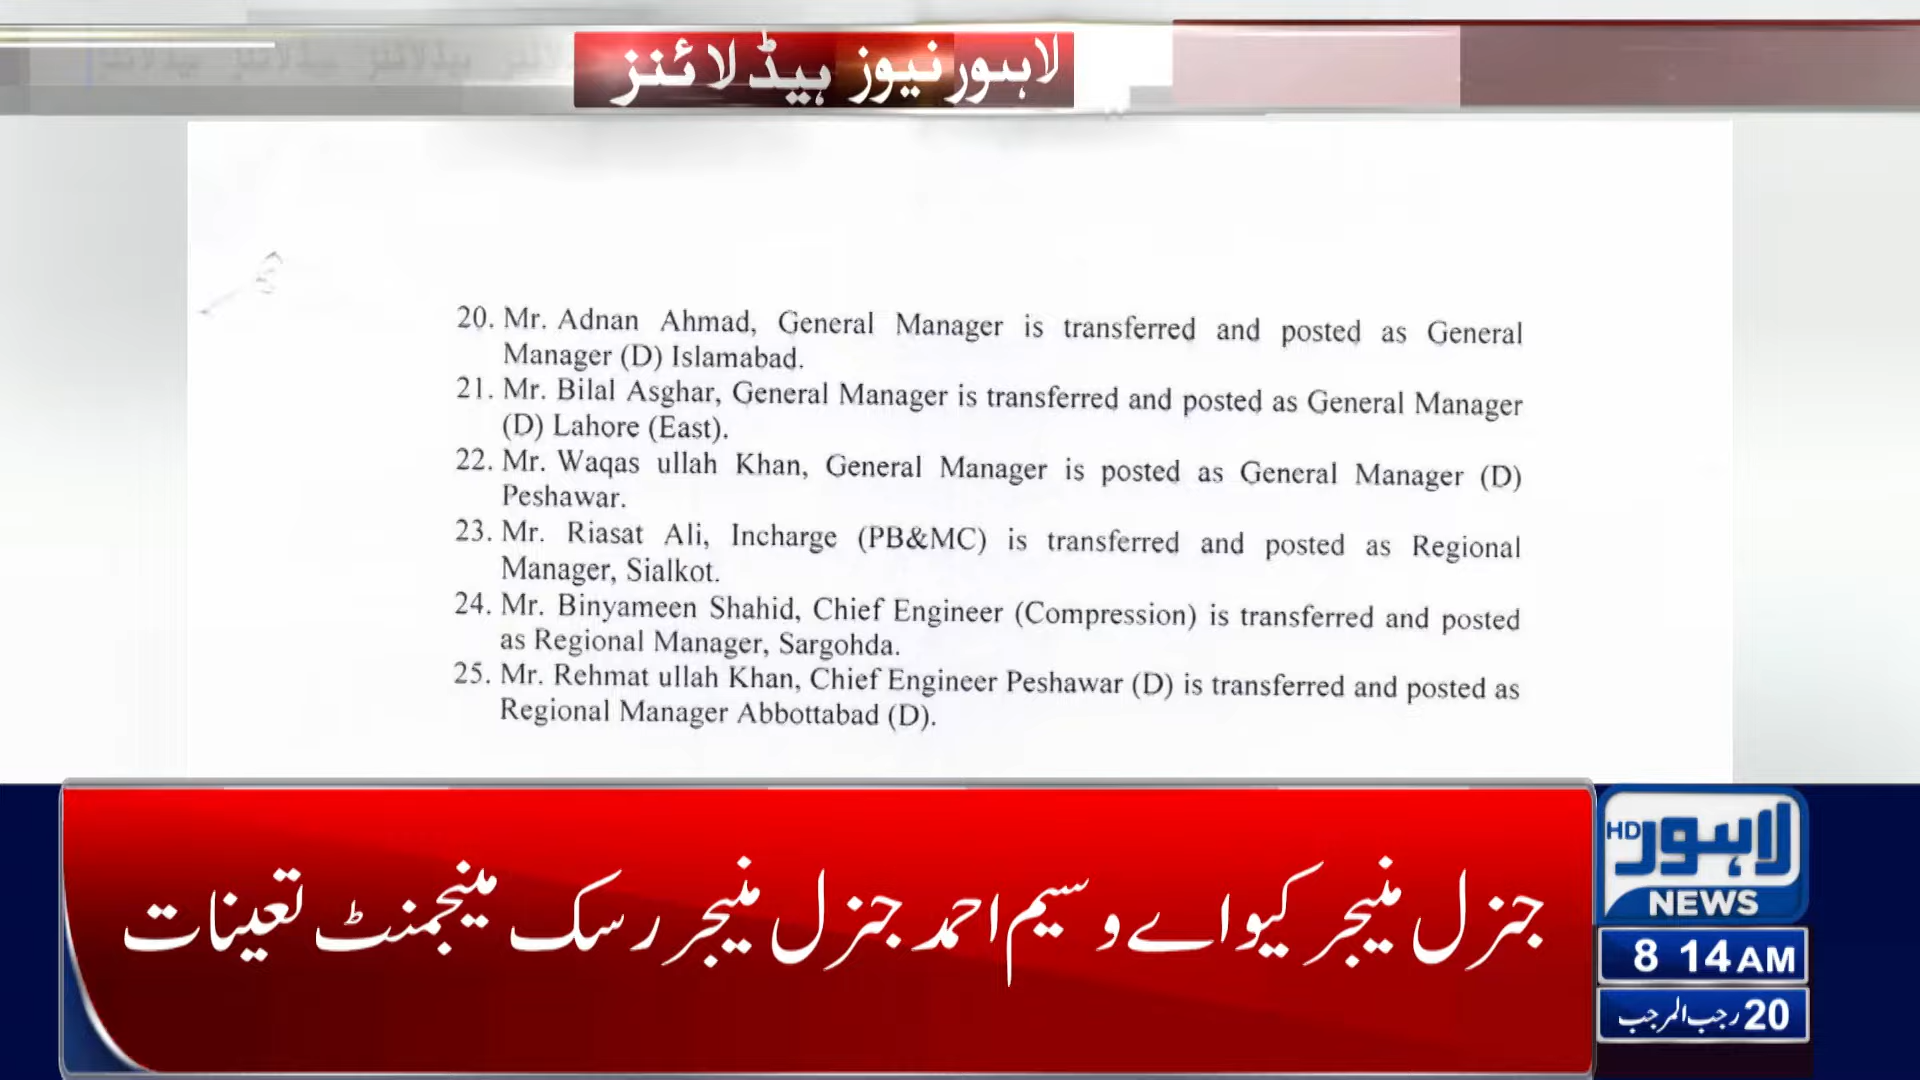 لاہور نیوز ہیڈلائنز
20. Mr. Adnan Ahmad, General Manager is transferred and posted as General
Manager (D) Islamabad.
21. Mr. Bilal Asghar, General Manager is transferred and posted as General Manager
(D) Lahore (East).
22. Mr. Waqas ullah Khan, General Manager is posted as General Manager (D)
Peshawar.
23. Mr. Riasat Ali, Incharge (PB&MC) is transferred and posted as Regional
Manager, Sialkot.
24. Mr. Binyameen Shahid, Chief Engineer (Compression) is transferred and posted
as Regional Manager, Sargohda.
25. Mr. Rehmat ullah Khan, Chief Engineer Peshawar (D) is transferred and posted as
Regional Manager Abbottabad (D).
جنرل منیجر کیو اے وسیم احمد جنرل منیجر رسک مینجمنٹ تعینات
لاہور HD
NEWS
8 14 AM
20 رجب المرجب